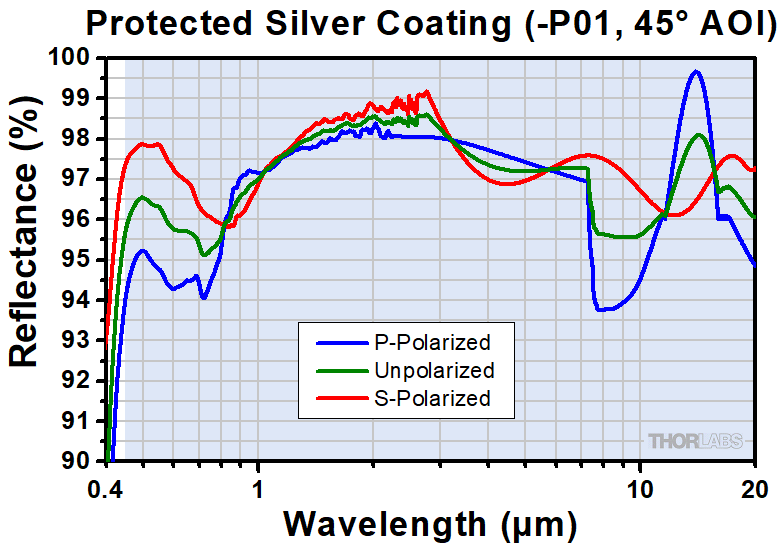 Protected Silver Coating (-P01, 45° AOI)
Reflectance (%)
100
99
98
97
96
95
94
93
92
91
90
P-Polarized
Unpolarized
S-Polarized
THORLABS
0.4
1
10
20
Wavelength (µm)